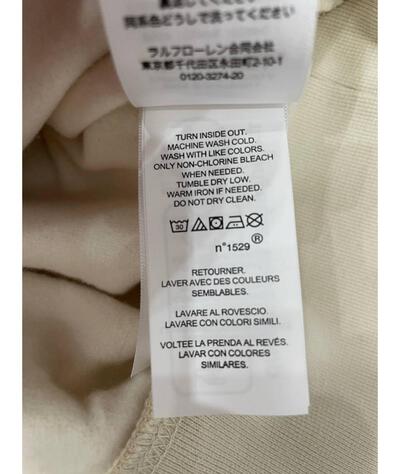 同系色どうしで洗ってください。
ラルフローレン合同会社
東京都千代田区永田町2-10-1
0120-3274-20
TURN INSIDE OUT.
MACHINE WASH COLD.
WASH WITH LIKE COLORS.
ONLY NON-CHLORINE BLEACH
WHEN NEEDED.
TUMBLE DRY LOW.
WARM IRON IF NEEDED.
DO NOT DRY CLEAN.
30
n°1529 ®
RETOURNER.
LAVER AVEC DES COULEURS
SEMBLABLES.
LAVARE AL ROVESCIO.
LAVARE CON COLORI SIMILI.
VOLTEE LA PRENDA AL REVÉS.
LAVAR CON COLORES
SIMILARES.